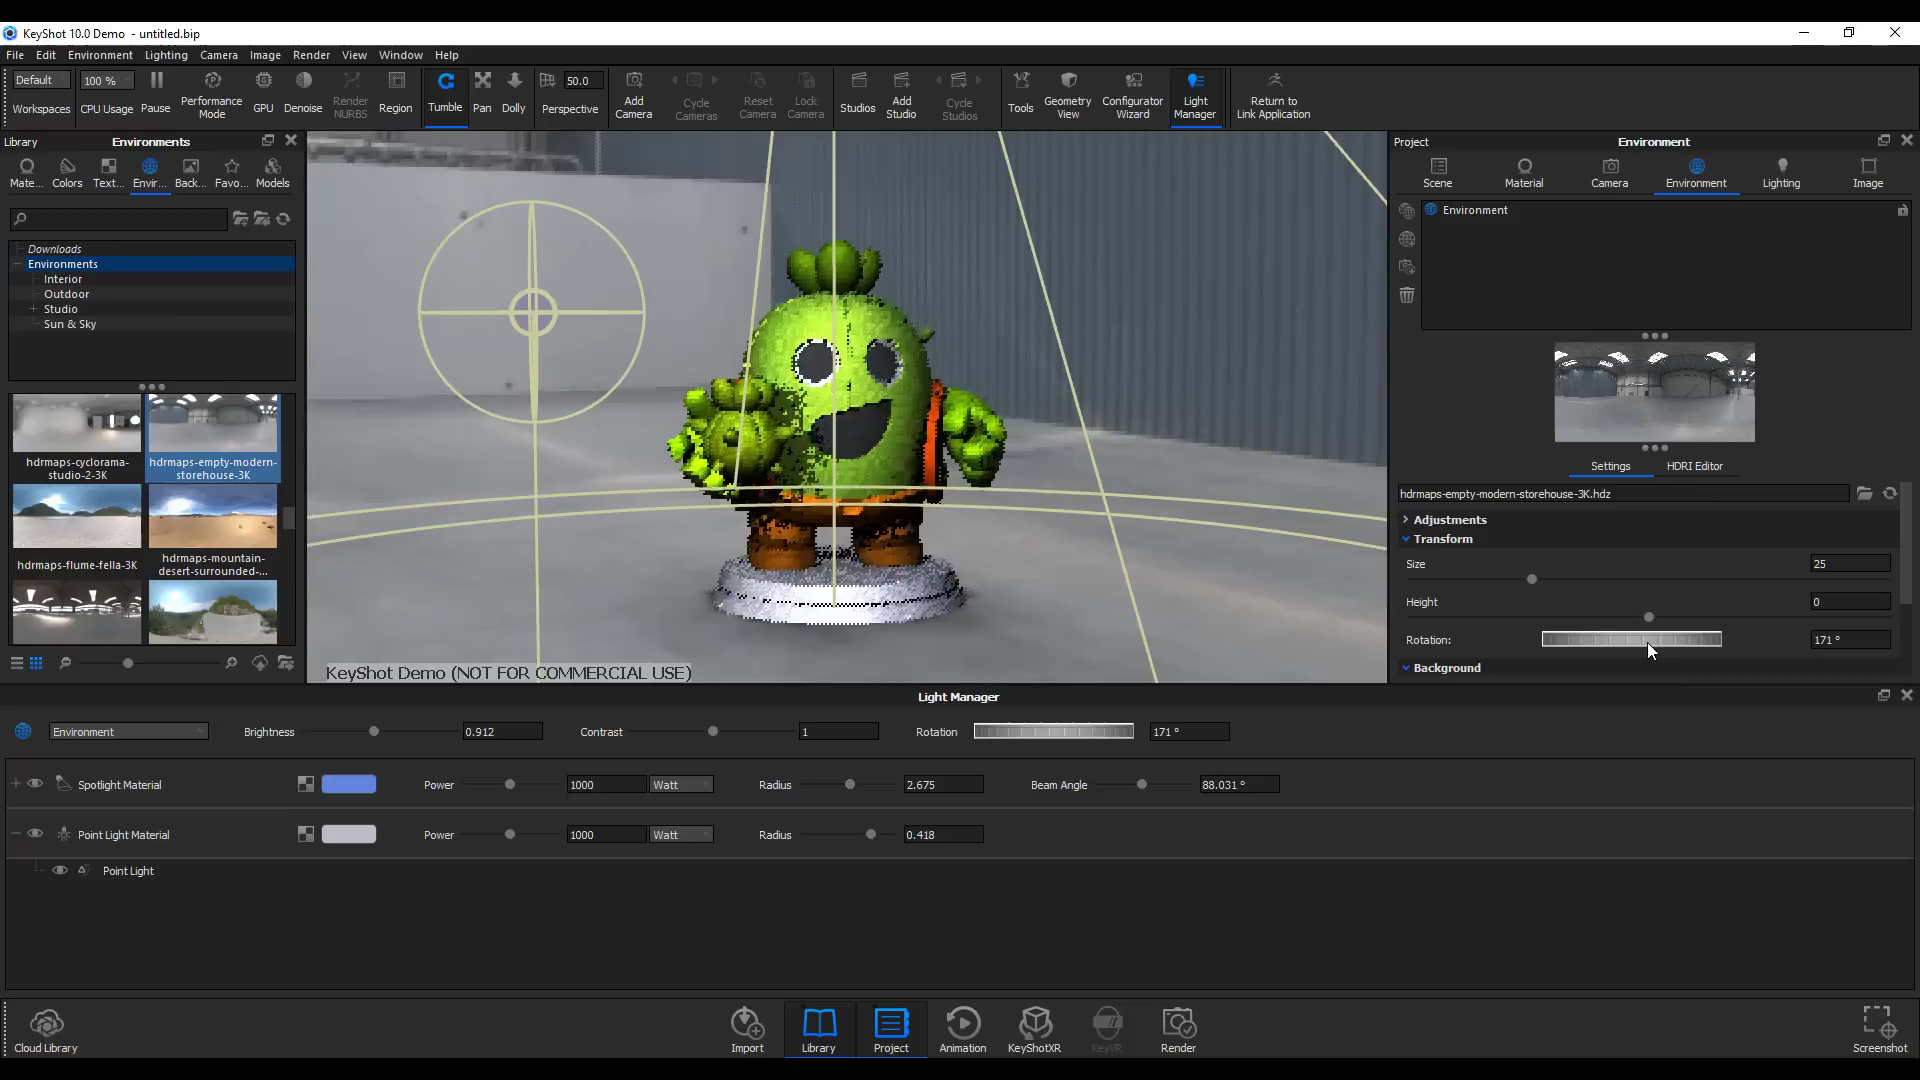 KeyShot 10.0 Demo - untitled.bip
File Edit Environment Lighting Camera Image Render View Window Help
Default 100 % 50.0
Workspaces CPU Usage Pause Performance Mode GPU Denoise Render NURBS Region Tumble Pan Dolly Perspective Add Camera Cycle Cameras Reset Camera Lock Camera Studios Add Studio Cycle Studios Tools Geometry View Configurator Wizard Light Manager Return to Link Application
Library Environments
Mate... Colors Text... Envir... Back... Favo... Models
Downloads
Environments
Interior
Outdoor
Studio
Sun & Sky
hdrmaps-cyclorama-studio-2-3K
hdrmaps-empty-modern-storehouse-3K
hdrmaps-flume-fella-3K
hdrmaps-mountain-desert-surrounded-...
KeyShot Demo (NOT FOR COMMERCIAL USE)
Project Environment
Scene Material Camera Environment Lighting Image
Environment
Settings HDRI Editor
hdrmaps-empty-modern-storehouse-3K.hdz
Adjustments
Transform
Size 25
Height 0
Rotation: 171 °
Background
Light Manager
Environment Brightness 0.912 Contrast 1 Rotation 171 °
Spotlight Material Power 1000 Watt Radius 2.675 Beam Angle 88.031 °
Point Light Material Power 1000 Watt Radius 0.418
Point Light
Cloud Library Import Library Project Animation KeyShotXR KeyVR Render Screenshot